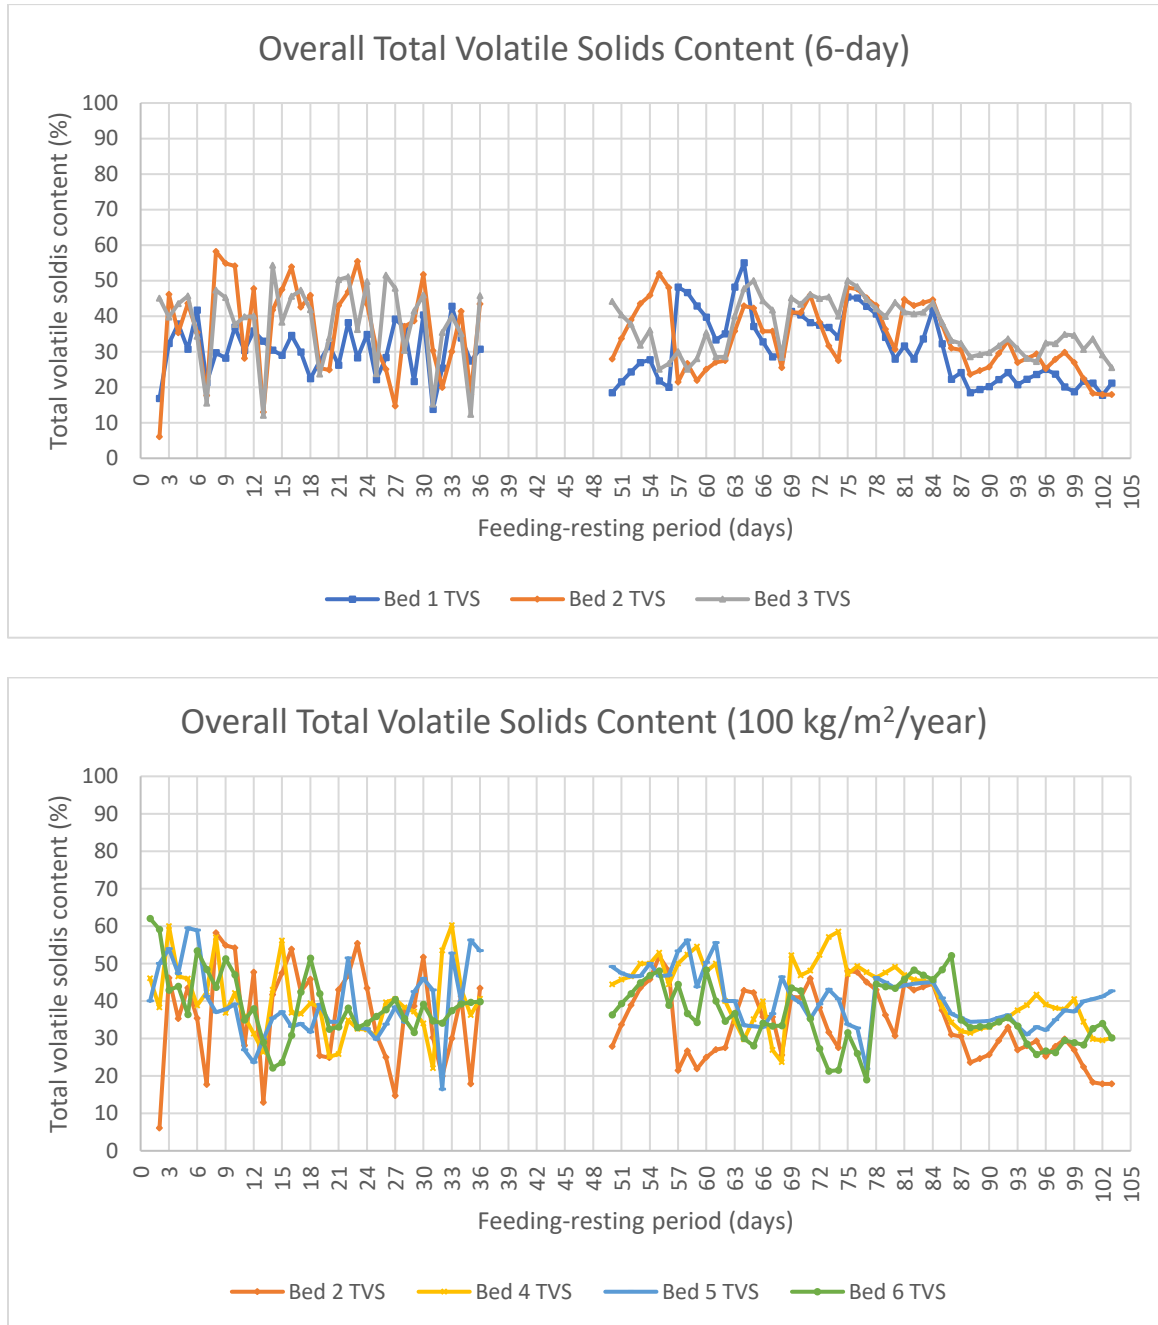 Overall Total Volatile Solids Content (6-day)
Total volatile soldis content (%)
100
90
80
70
60
50
40
30
20
10
0
0 3 6 9 12 15 18 21 24 27 30 33 36 39 42 45 48 51 54 57 60 63 66 69 72 75 78 81 84 87 90 93 96 99 102 105
Feeding-resting period (days)
Bed 1 TVS Bed 2 TVS Bed 3 TVS
Overall Total Volatile Solids Content (100 kg/m²/year)
Total volatile soldis content (%)
100
90
80
70
60
50
40
30
20
10
0
0 3 6 9 12 15 18 21 24 27 30 33 36 39 42 45 48 51 54 57 60 63 66 69 72 75 78 81 84 87 90 93 96 99 102 105
Feeding-resting period (days)
Bed 2 TVS Bed 4 TVS Bed 5 TVS Bed 6 TVS